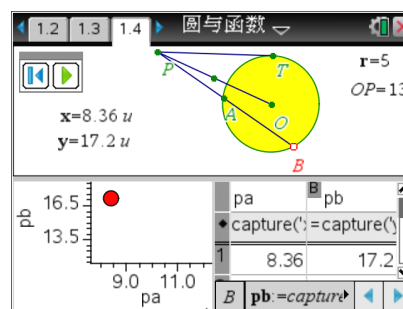 1.2 1.3 1.4 圆与函数
r=5
OP=13
P T A O B
x=8.36 u
y=17.2 u
pb
16.5
13.5
9.0 11.0
pa
B
pa pb
capture(' =capture('y
1 8.36 17.2
B pb:=capture